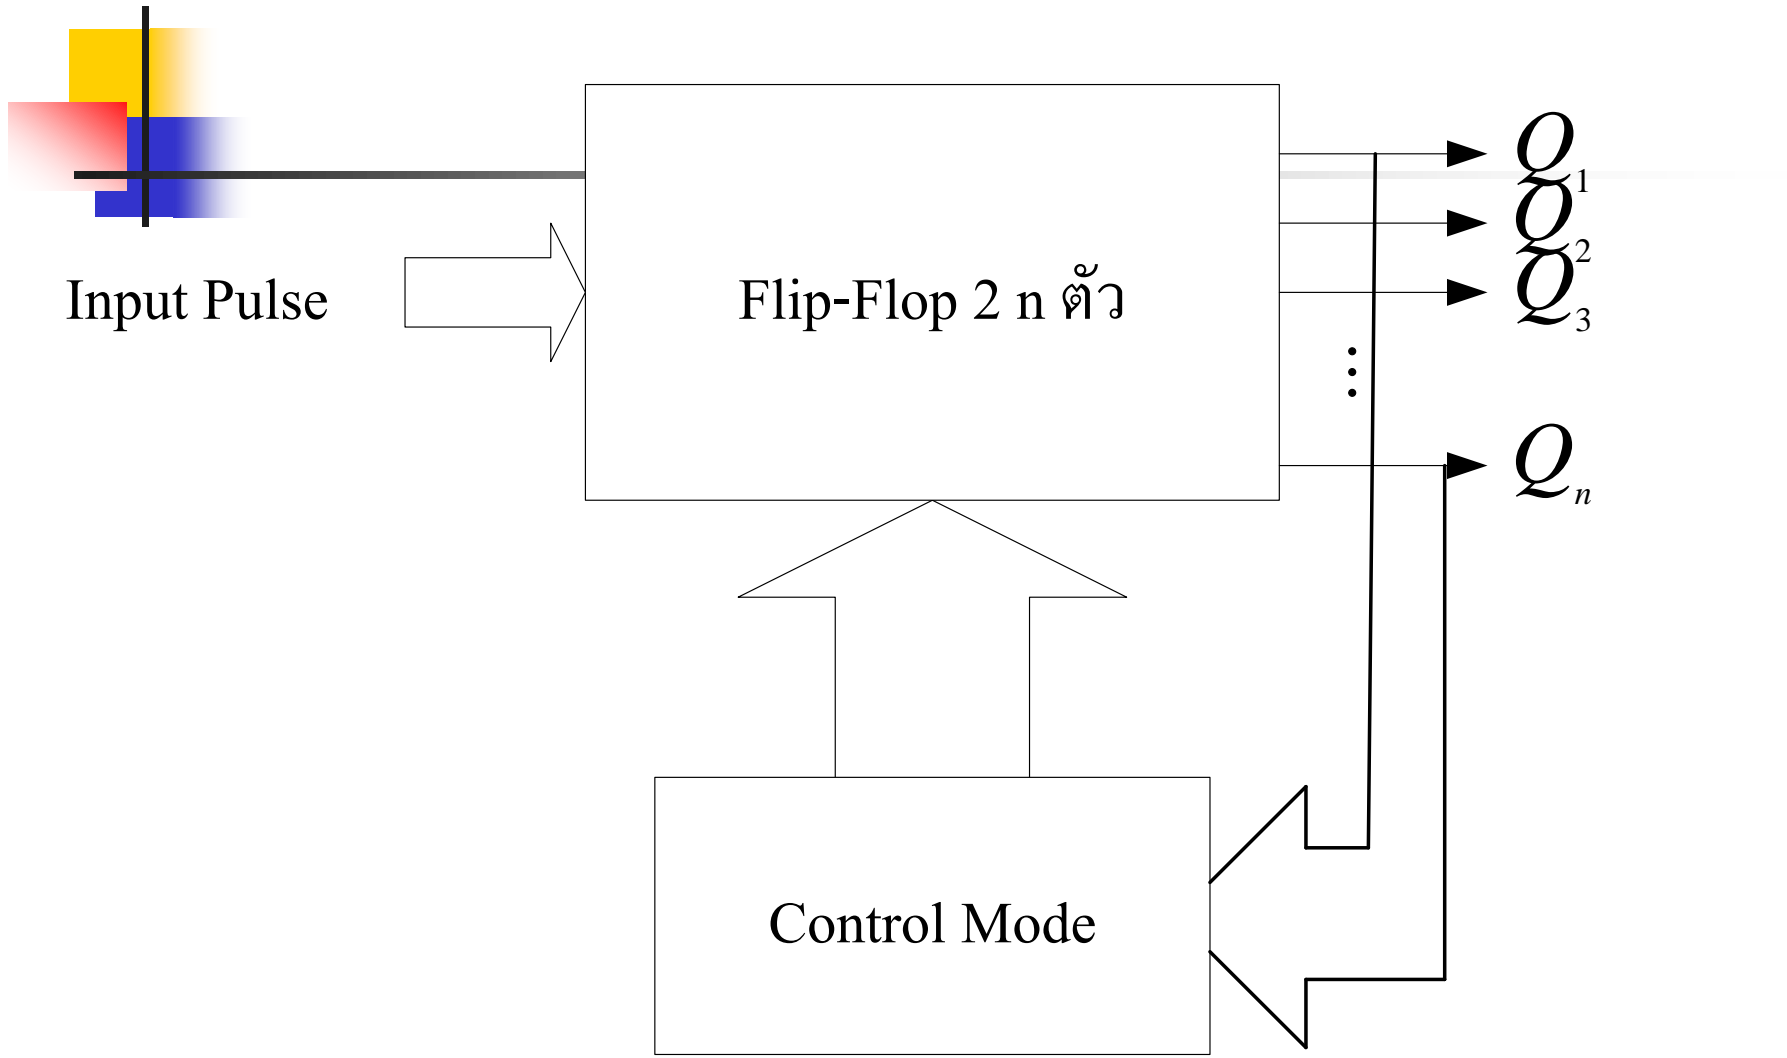 Q1
Q2
Input Pulse
Flip-Flop 2 n ตัว
Q3
Qn
Control Mode